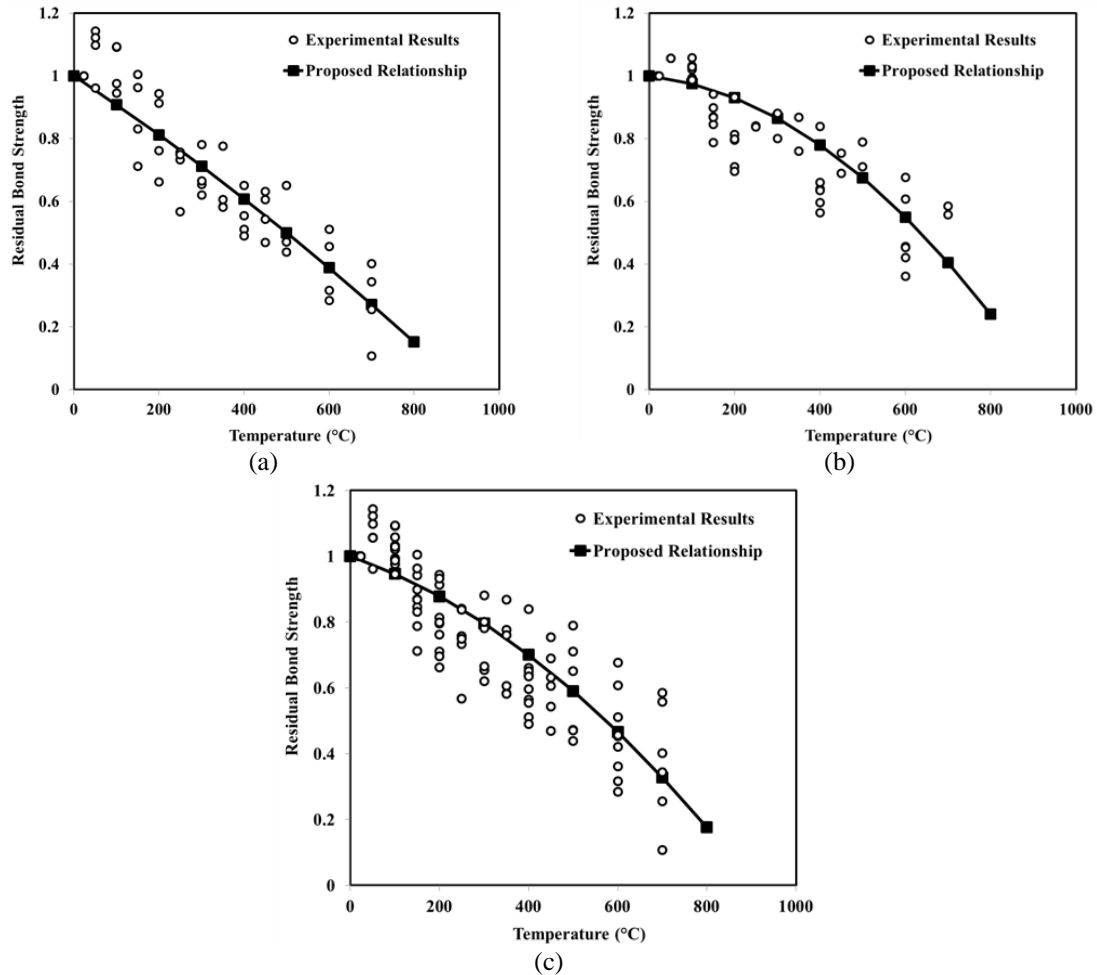 1.2
1
0.8
0.6
0.4
0.2
0
Residual Bond Strength
Experimental Results
Proposed Relationship
0 200 400 600 800 1000
Temperature (°C)
(a)
1.2
1
0.8
0.6
0.4
0.2
0
Residual Bond Strength
Experimental Results
Proposed Relationship
0 200 400 600 800 1000
Temperature (°C)
(b)
1.2
1
0.8
0.6
0.4
0.2
0
Residual Bond Strength
Experimental Results
Proposed Relationship
0 200 400 600 800 1000
Temperature (°C)
(c)